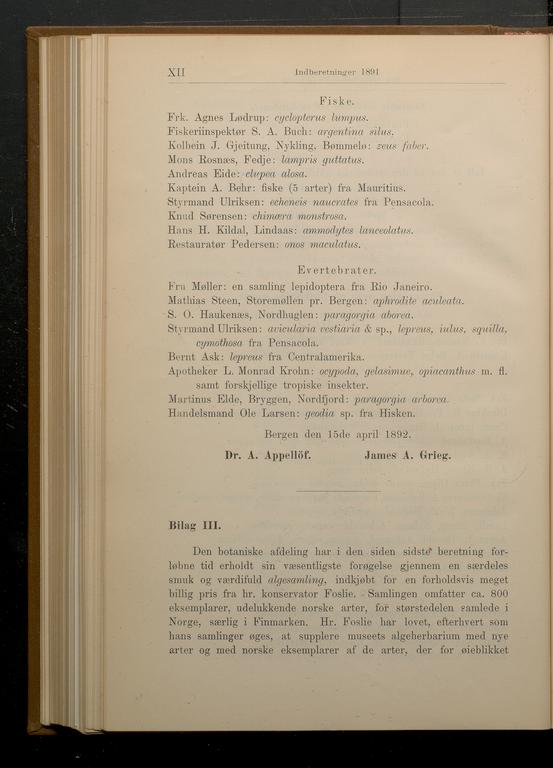 XII
Indberetninger 1891
Fiske.
Frk. Agnes Lødrup: cyclopterus lumpus.
Fiskeriinspektør S. A. Buch: argentina silus.
Kolbein J. Gjeitung, Nykling, Bømmelø: zeus faber.
Mons Rosnæs, Fedje: lampris guttatus.
Andreas Eide: clupea alosa.
Kaptein A. Behr: fiske (5 arter) fra Mauritius.
Styrmand Ulriksen: echeneis naucrates fra Pensacola.
Knud Sørensen: chimæra monstrosa.
Hans H. Kildal, Lindaas: ammodytes lanceolatus.
Restauratør Pedersen: onos maculatus.
Evertebrater.
Fru Møller: en samling lepidoptera fra Rio Janeiro.
Mathias Steen, Storemøllen pr. Bergen: aphrodite aculeata.
S. O. Haukenæs, Nordhuglen: paragorgia aborea.
Styrmand Ulriksen: avicularia vestiaria & sp., lepreus, iulus, squilla,
cymothosa fra Pensacola.
Bernt Ask: lepreus fra Centralamerika.
Apotheker L. Monrad Krohn: ocypoda, gelasimue, opiacanthus m. fl.
samt forskjellige tropiske insekter.
Martinus Elde, Bryggen, Nordfjord: paragorgia arborea.
Handelsmand Ole Larsen: geodia sp. fra Hisken.
Bergen den 15de april 1892.
Dr. A. Appellöf. James A. Grieg.
Bilag III.
Den botaniske afdeling har i den siden sidste beretning for-
løbne tid erholdt sin væsentligste forøgelse gjennem en særdeles
smuk og værdifuld algesamling, indkjøbt for en forholdsvis meget
billig pris fra hr. konservator Foslie. Samlingen omfatter ca. 800
eksemplarer, udelukkende norske arter, for størstedelen samlede i
Norge, særlig i Finmarken. Hr. Foslie har lovet, efterhvert som
hans samlinger øges, at supplere museets algeherbarium med nye
arter og med norske eksemplarer af de arter, der for øieblikket